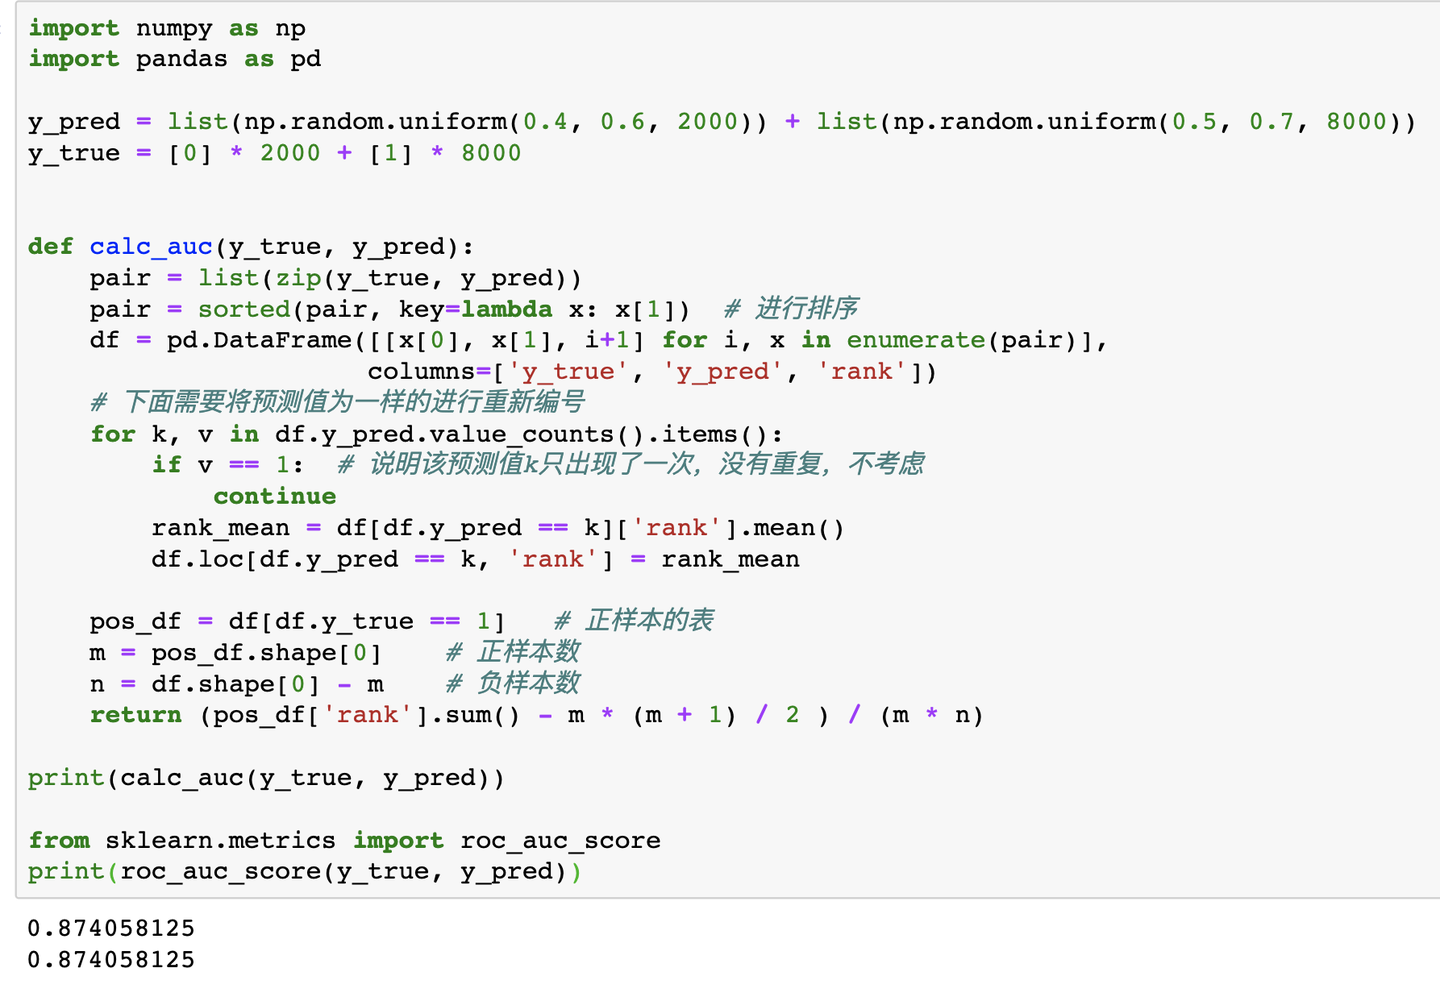 import numpy as np
import pandas as pd
y_pred = list(np.random.uniform(0.4, 0.6, 2000)) + list(np.random.uniform(0.5, 0.7, 8000))
y_true = [0] * 2000 + [1] * 8000
def calc_auc(y_true, y_pred):
    pair = list(zip(y_true, y_pred))
    pair = sorted(pair, key=lambda x: x[1])  # 进行排序
    df = pd.DataFrame([[x[0], x[1], i+1] for i, x in enumerate(pair)],
                      columns=['y_true', 'y_pred', 'rank'])
    # 下面需要将预测值为一样的进行重新编号
    for k, v in df.y_pred.value_counts().items():
        if v == 1:  # 说明该预测值k只出现了一次，没有重复，不考虑
            continue
        rank_mean = df[df.y_pred == k]['rank'].mean()
        df.loc[df.y_pred == k, 'rank'] = rank_mean
    pos_df = df[df.y_true == 1]   # 正样本的表
    m = pos_df.shape[0]    # 正样本数
    n = df.shape[0] - m    # 负样本数
    return (pos_df['rank'].sum() - m * (m + 1) / 2 ) / (m * n)
print(calc_auc(y_true, y_pred))
from sklearn.metrics import roc_auc_score
print(roc_auc_score(y_true, y_pred))
0.874058125
0.874058125